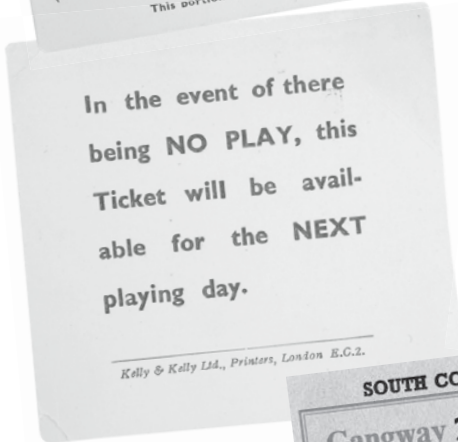 This
In the event of there
being NO PLAY, this
Ticket will be avail-
able for the NEXT
playing day.
Kelly & Kelly Ltd., Printers, London E.C.2.
SOUTH
Gangway